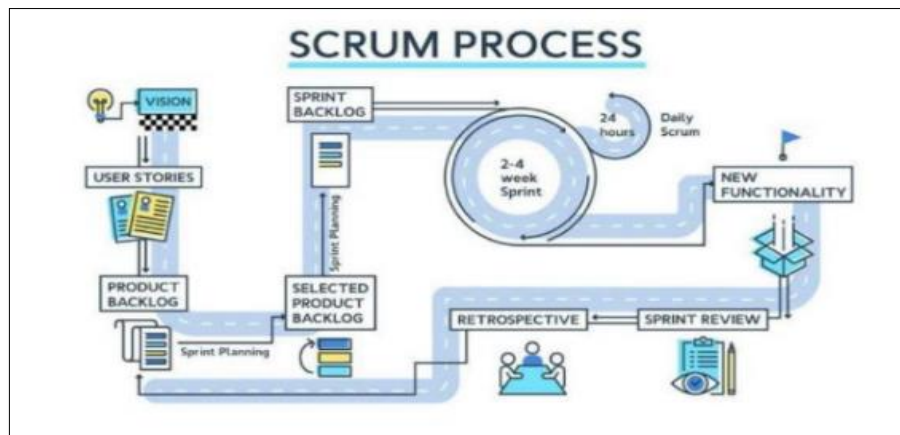 SCRUM PROCESS
VISION
USER STORIES
PRODUCT
BACKLOG
Sprint Planning
SELECTED
PRODUCT
BACKLOG
Sprint Planning
SPRINT
BACKLOG
2-4
week
Sprint
24
hours
Daily
Scrum
NEW
FUNCTIONALITY
SPRINT REVIEW
RETROSPECTIVE